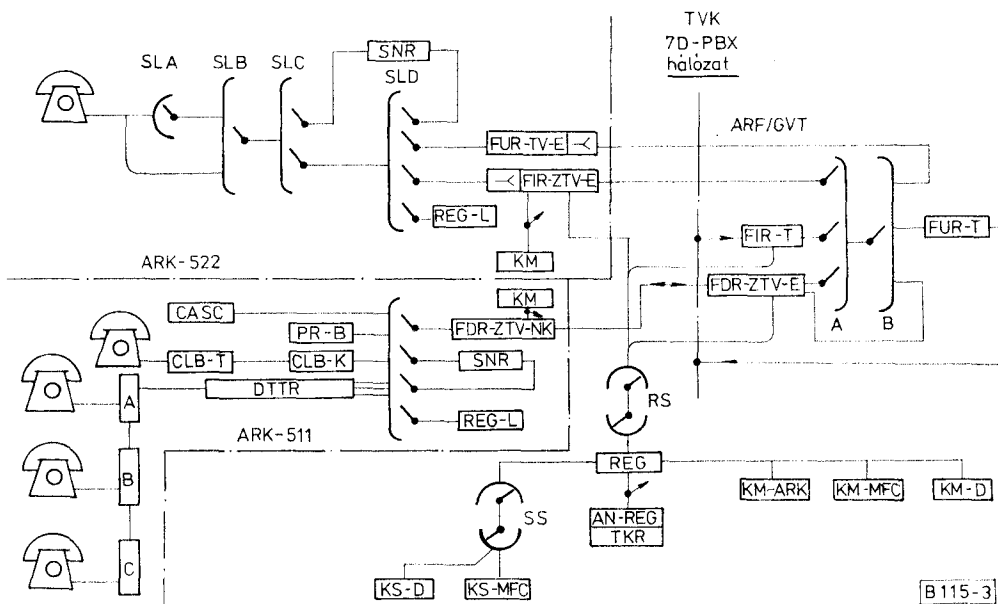 TVK
7D-PBX
hálózat
SNR
SLA
SLB
SLC
SLD
ARF/GVT
FUR-TV-E
FIR-ZTV-E
REG-L
FIR-T
FUR-T
KM
ARK-522
KM
FDR-ZTV-E
CASC
PR-B
FDR-ZTV-NK
A
B
CLB-T
CLB-K
SNR
A
DTTR
RS
REG-L
ARK-511
REG
B
KM-ARK
KM-MFC
KM-D
SS
AN-REG
TKR
C
KS-D
KS-MFC
B115-3